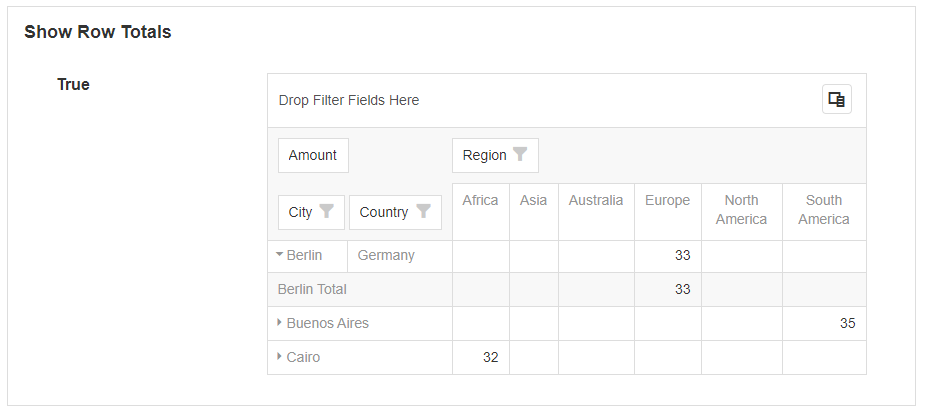 Show Row Totals
True
Drop Filter Fields Here
Amount
Region
City
Country
Africa
Asia
Australia
Europe
North
America
South
America
Berlin
Germany
33
Berlin Total
33
Buenos Aires
35
Cairo
32